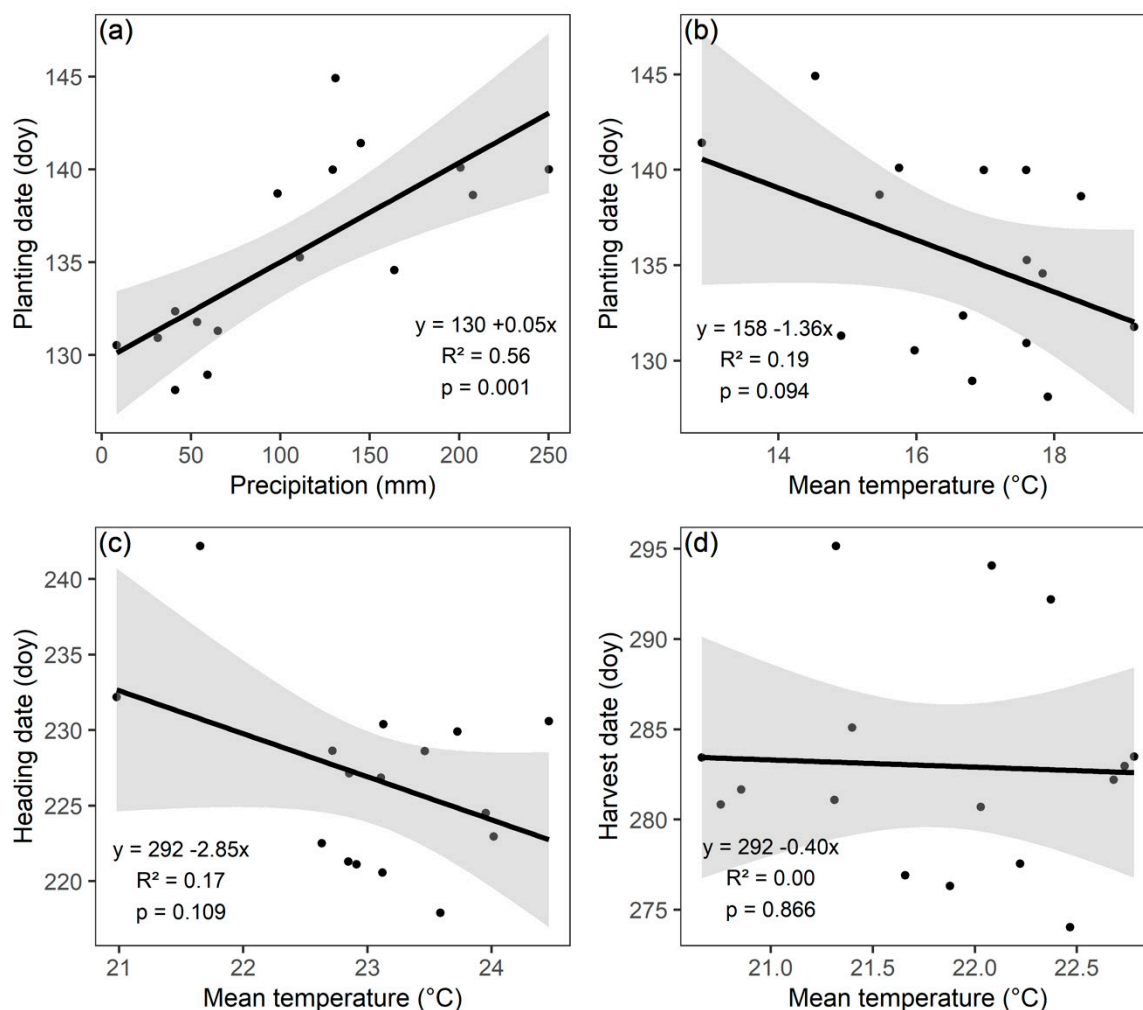 (a)
Planting date (doy)
145
140
135
130
y = 130 +0.05x
R² = 0.56
p = 0.001
0 50 100 150 200 250
Precipitation (mm)
(b)
Planting date (doy)
145
140
135
130
y = 158 -1.36x
R² = 0.19
p = 0.094
14 16 18
Mean temperature (°C)
(c)
Heading date (doy)
240
235
230
225
220
y = 292 -2.85x
R² = 0.17
p = 0.109
21 22 23 24
Mean temperature (°C)
(d)
Harvest date (doy)
295
290
285
280
275
y = 292 -0.40x
R² = 0.00
p = 0.866
21.0 21.5 22.0 22.5
Mean temperature (°C)